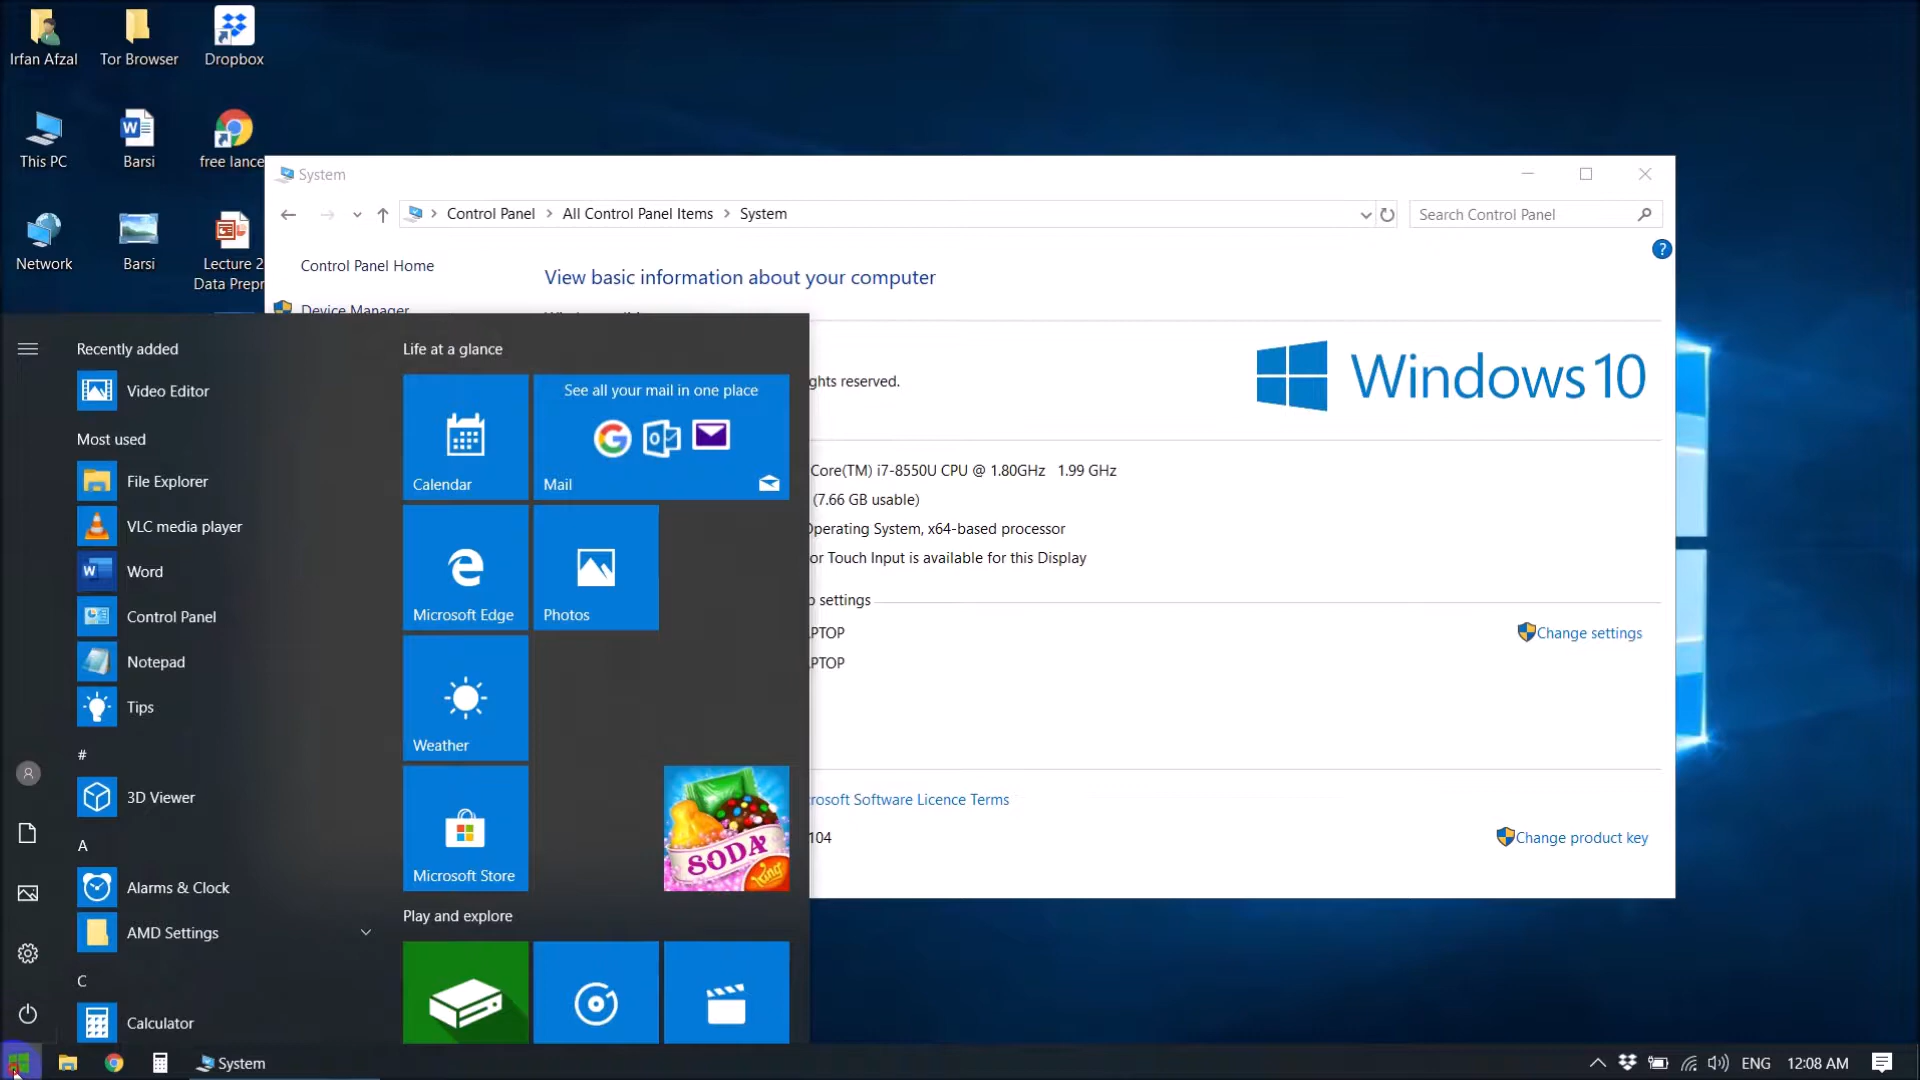 Irfan Afzal
Tor Browser
Dropbox
This PC
Barsi
free lance
Network
Barsi
Lecture 2
Data Prepr
System
Control Panel
All Control Panel Items
System
Search Control Panel
?
Control Panel Home
View basic information about your computer
Device Manager
ghts reserved.
Windows 10
Core(TM) i7-8550U CPU @ 1.80GHz 1.99 GHz
(7.66 GB usable)
Operating System, x64-based processor
or Touch Input is available for this Display
p settings
PTOP
Change settings
PTOP
rosoft Software Licence Terms
104
Change product key
Recently added
Video Editor
Most used
File Explorer
VLC media player
Word
Control Panel
Notepad
Tips
#
3D Viewer
A
Alarms & Clock
AMD Settings
C
Calculator
Life at a glance
Calendar
See all your mail in one place
Mail
Microsoft Edge
Photos
Weather
Microsoft Store
SODA
King
Play and explore
System
ENG
12:08 AM